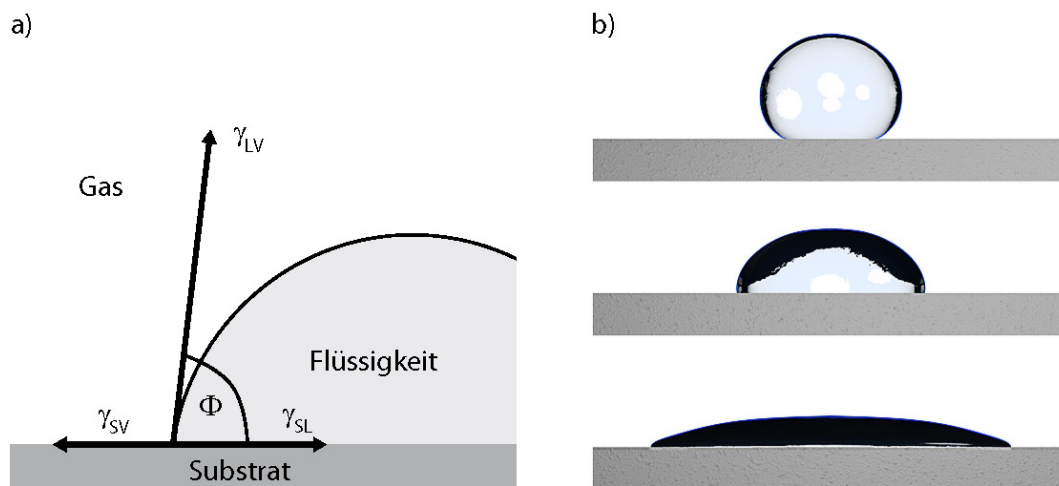 a)
b)
γLV
Gas
Flüssigkeit
Φ
γSV
γSL
Substrat